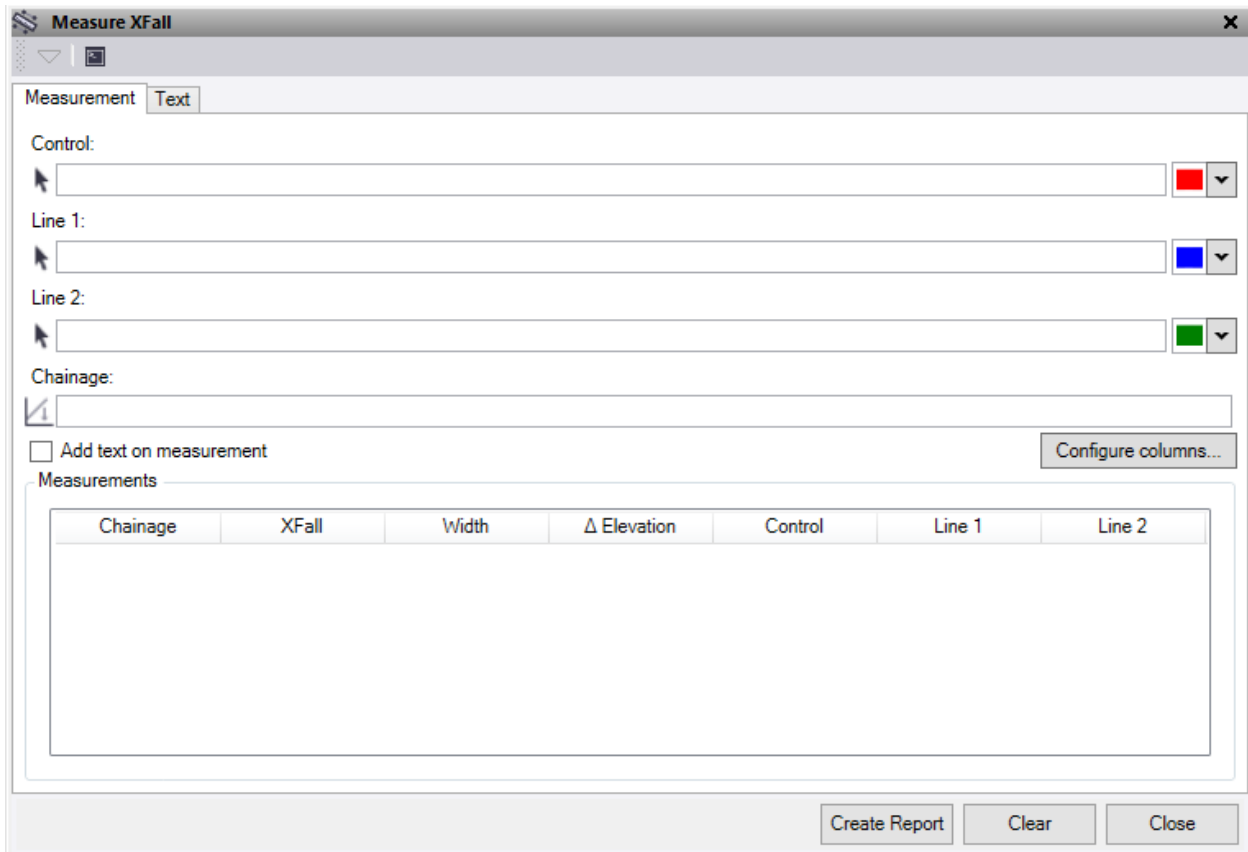 Measure XFall
Measurement Text
Control:
Line 1:
Line 2:
Chainage:
Add text on measurement
Configure columns...
Measurements
Chainage XFall Width Δ Elevation Control Line 1 Line 2
Create Report Clear Close